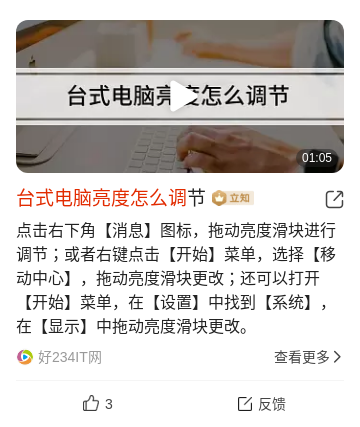 台式电脑亮度怎么调节
01:05
台式电脑亮度怎么调节 立知
点击右下角【消息】图标，拖动亮度滑块进行
调节；或者右键点击【开始】菜单，选择【移
动中心】，拖动亮度滑块更改；还可以打开
【开始】菜单，在【设置】中找到【系统】，
在【显示】中拖动亮度滑块更改。
好234IT网 查看更多
3 反馈